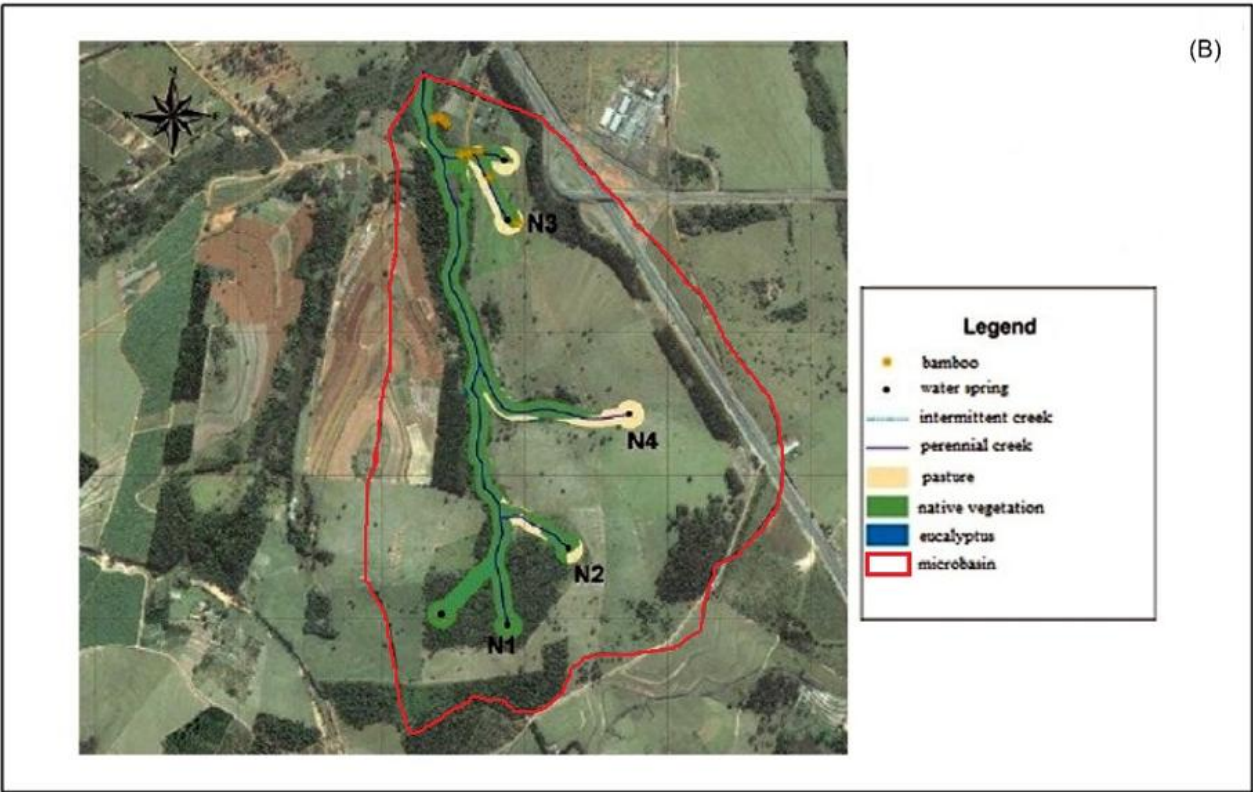 (B)
N
N3
N4
N2
N1
Legend
bamboo
water spring
intermittent creek
perennial creek
pasture
native vegetation
eucalyptus
microbasin